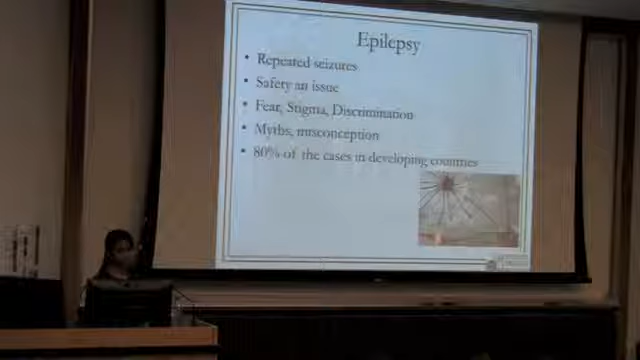 Epilepsy
• Repeated seizures
• Safety an issue
• Fear, Stigma, Discrimination
• Myths, misconception
• 80% of the cases in developing countries